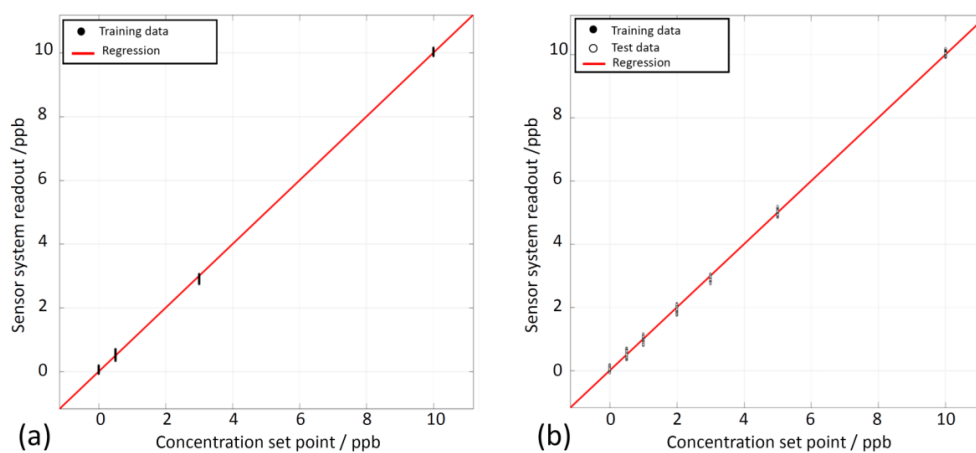 Training data
Regression
10
8
6
4
2
0
Sensor system readout /ppb
0 2 4 6 8 10
Concentration set point / ppb
(a)
Training data
Test data
Regression
10
8
6
4
2
0
Sensor system readout /ppb
0 2 4 6 8 10
Concentration set point / ppb
(b)